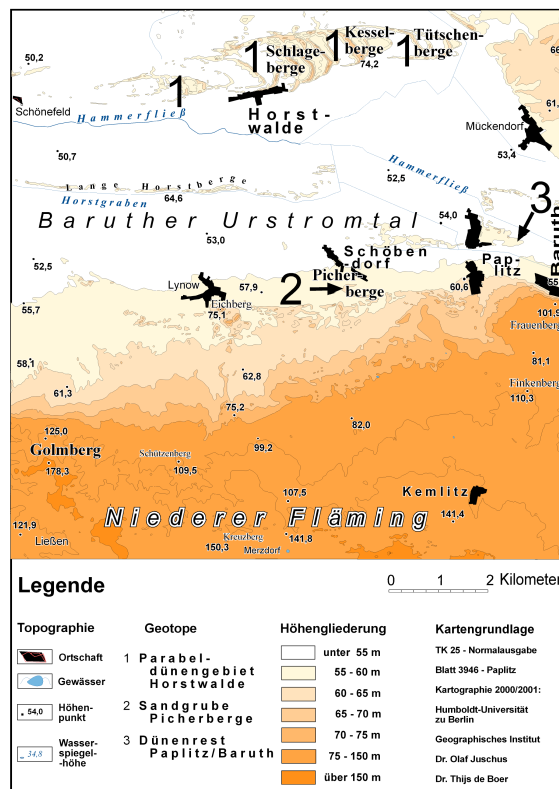 Kessel-
berge
Tütschen-
berge
1
1
1
Schlage-
berge
50,2
74,2
66
1
Schönefeld
61,
Hammerfließ
Horst-
walde
Mückendorf
50,7
53,4
Hammerfließ
52,5
Lange Horstberge
Horstgraben
64,6
3
54,0
Baruther Urstromtal
53,0
Baruth
52,5
Schöben-
dorf
Pap-
litz
Lynow
57,9
2
Picher-
berge
60,6
55
55,7
Eichberg
75,1
101,9
Frauenberg
58,1
81,1
62,8
Finkenberg
61,3
110,3
75,2
82,0
125,0
99,2
Golmberg
Schützenberg
178,3
109,5
Kemlitz
107,5
Niederer Fläming
141,4
121,9
Kreuzberg
141,8
Ließen
150,3
Merzdorf
Legende
0 1 2 Kilometer
Topographie
Ortschaft
Gewässer
54,0
Höhen-
punkt
34,8
Wasser-
spiegel-
höhe
Geotope
1 Parabel-
dünengebiet
Horstwalde
2 Sandgrube
Picherberge
3 Dünenrest
Paplitz/Baruth
Höhengliederung
unter 55 m
55 - 60 m
60 - 65 m
65 - 70 m
70 - 75 m
75 - 150 m
über 150 m
Kartengrundlage
TK 25 - Normalausgabe
Blatt 3946 - Paplitz
Kartographie 2000/2001:
Humboldt-Universität
zu Berlin
Geographisches Institut
Dr. Olaf Juschus
Dr. Thijs de Boer